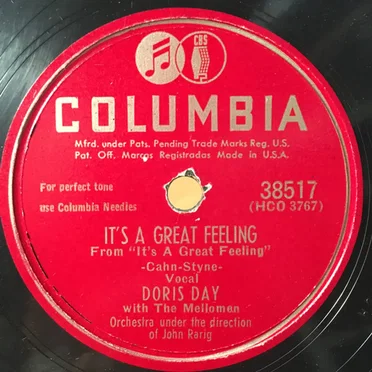 CBS
COLUMBIA
Mfrd. under Pats. Pending Trade Marks Reg. U.S.
Pat. Off. Marcas Registradas Made in U.S.A.
For perfect tone
use Columbia Needles
38517
(HCO 3767)
IT'S A GREAT FEELING
From "It's A Great Feeling"
-Cahn-Styne-
Vocal
DORIS DAY
with The Mellomen
Orchestra under the direction
of John Rarig